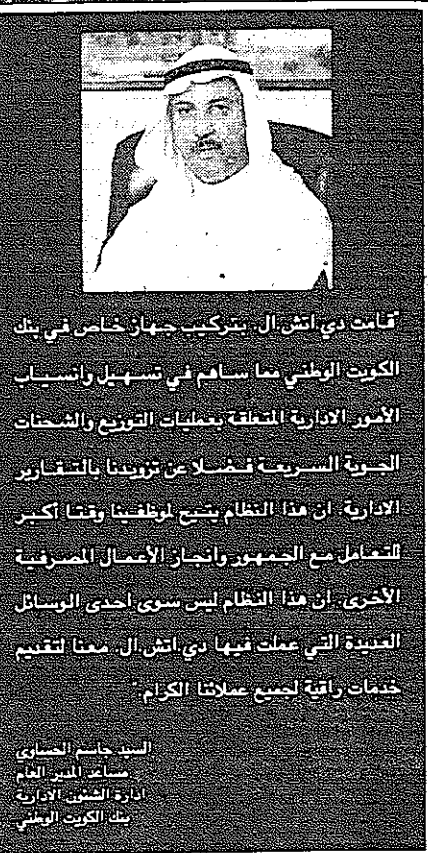 "قامت دي اتش ال. بتركيب جهاز خاص في بنك
الكويت الوطني مما ساهم في تسهيل وانسياب
الأمور الادارية المتعلقة بعمليات التوزيع والشحنات
الجوية السريعة فضلا عن تزويدنا بالتقارير
الادارية. ان هذا النظام يتيح لموظفينا وقتا أكبر
للتعامل مع الجمهور وانجاز الأعمال المصرفية
الأخرى. ان هذا النظام ليس سوى احدى الوسائل
العديدة التي عملت فيها دي اتش ال. معنا لتقديم
خدمات راقية لجميع عملائنا الكرام."
السيد جاسم الحساوي
مساعد المدير العام
ادارة الشئون الادارية
بنك الكويت الوطني